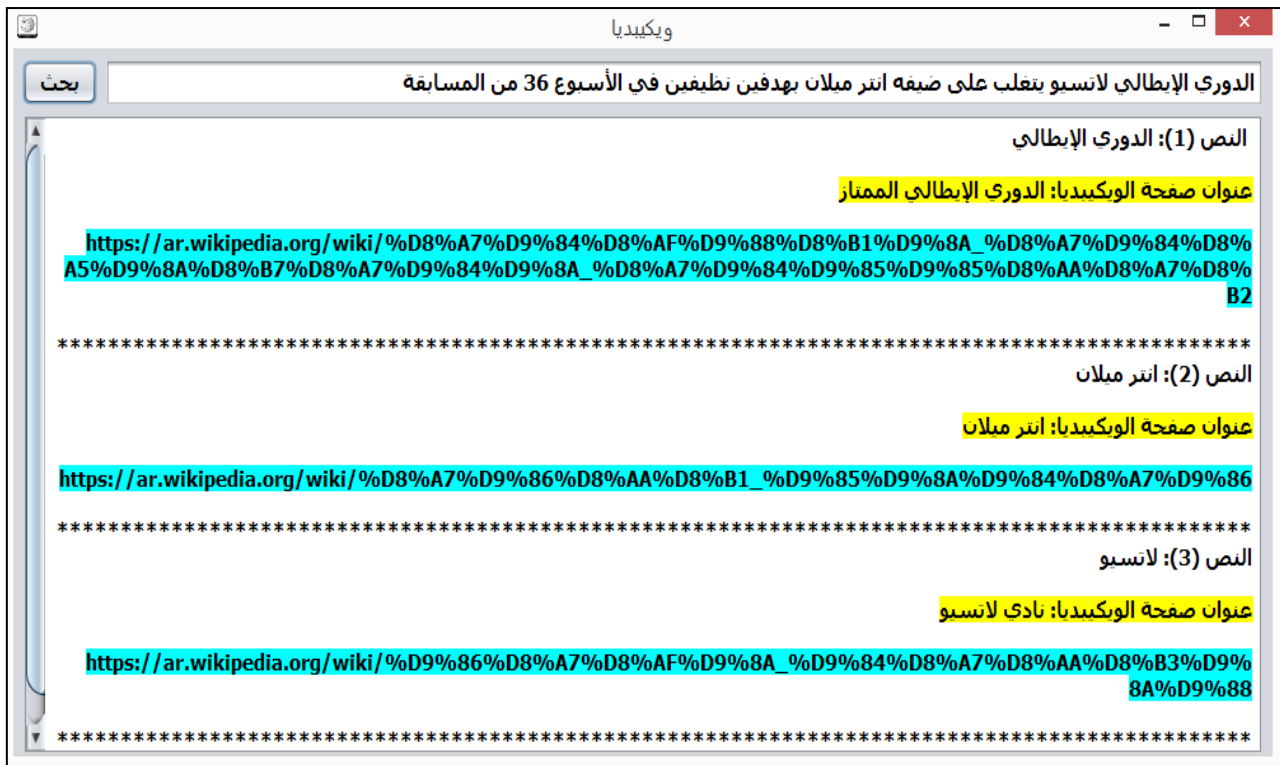 ويكيبديا
الدوري الإيطالي لاتسيو يتغلب على ضيفه انتر ميلان بهدفين نظيفين في الأسبوع 36 من المسابقة
بحث
النص (1): الدوري الإيطالي
عنوان صفحة الويكيبديا: الدوري الإيطالي الممتاز
https://ar.wikipedia.org/wiki/%D8%A7%D9%84%D8%AF%D9%88%D8%B1%D9%8A_%D8%A7%D9%84%D8%
A5%D9%8A%D8%B7%D8%A7%D9%84%D9%8A_%D8%A7%D9%84%D9%85%D9%85%D8%AA%D8%A7%D8%
B2
**********************************************************************************************
النص (2): انتر ميلان
عنوان صفحة الويكيبديا: انتر ميلان
https://ar.wikipedia.org/wiki/%D8%A7%D9%86%D8%AA%D8%B1_%D9%85%D9%8A%D9%84%D8%A7%D9%86
**********************************************************************************************
النص (3): لاتسيو
عنوان صفحة الويكيبديا: نادي لاتسيو
https://ar.wikipedia.org/wiki/%D9%86%D8%A7%D8%AF%D9%8A_%D9%84%D8%A7%D8%AA%D8%B3%D9%
8A%D9%88
**********************************************************************************************